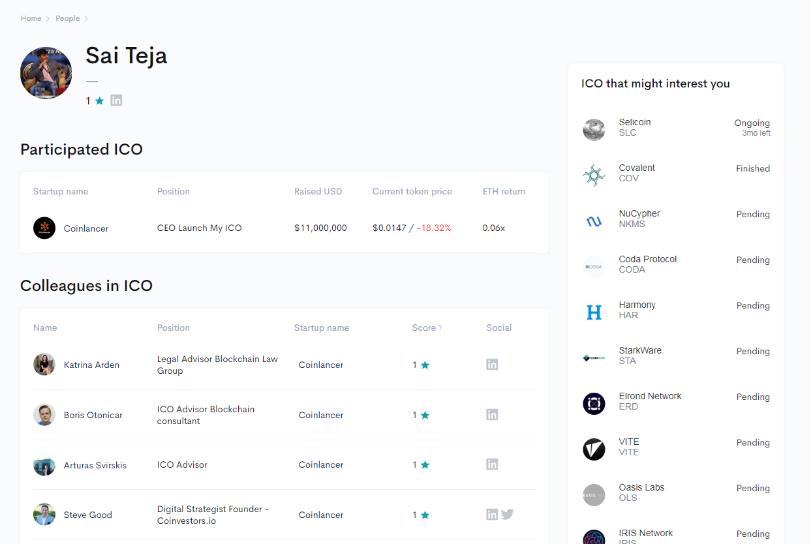 Home > People >
Sai Teja
—
1
Participated ICO
Startup name Position Raised USD Current token price ETH return
Coinlancer CEO Launch My ICO $11,000,000 $0.0147 / -18.32% 0.06x
Colleagues in ICO
Name Position Startup name Score ? Social
Katrina Arden Legal Advisor Blockchain Law Group Coinlancer 1
Boris Otonicar ICO Advisor Blockchain consultant Coinlancer 1
Arturas Svirskis ICO Advisor Coinlancer 1
Steve Good Digital Strategist Founder - Coinvestors.io Coinlancer 1
ICO that might interest you
Selicoin Ongoing
SLC 3mo left
Covalent Finished
COV
NuCypher Pending
NKMS
Coda Protocol Pending
CODA
Harmony Pending
HAR
StarkWare Pending
STA
Elrond Network Pending
ERD
VITE Pending
VITE
Oasis Labs Pending
OLS
IRIS Network Pending
IRIS